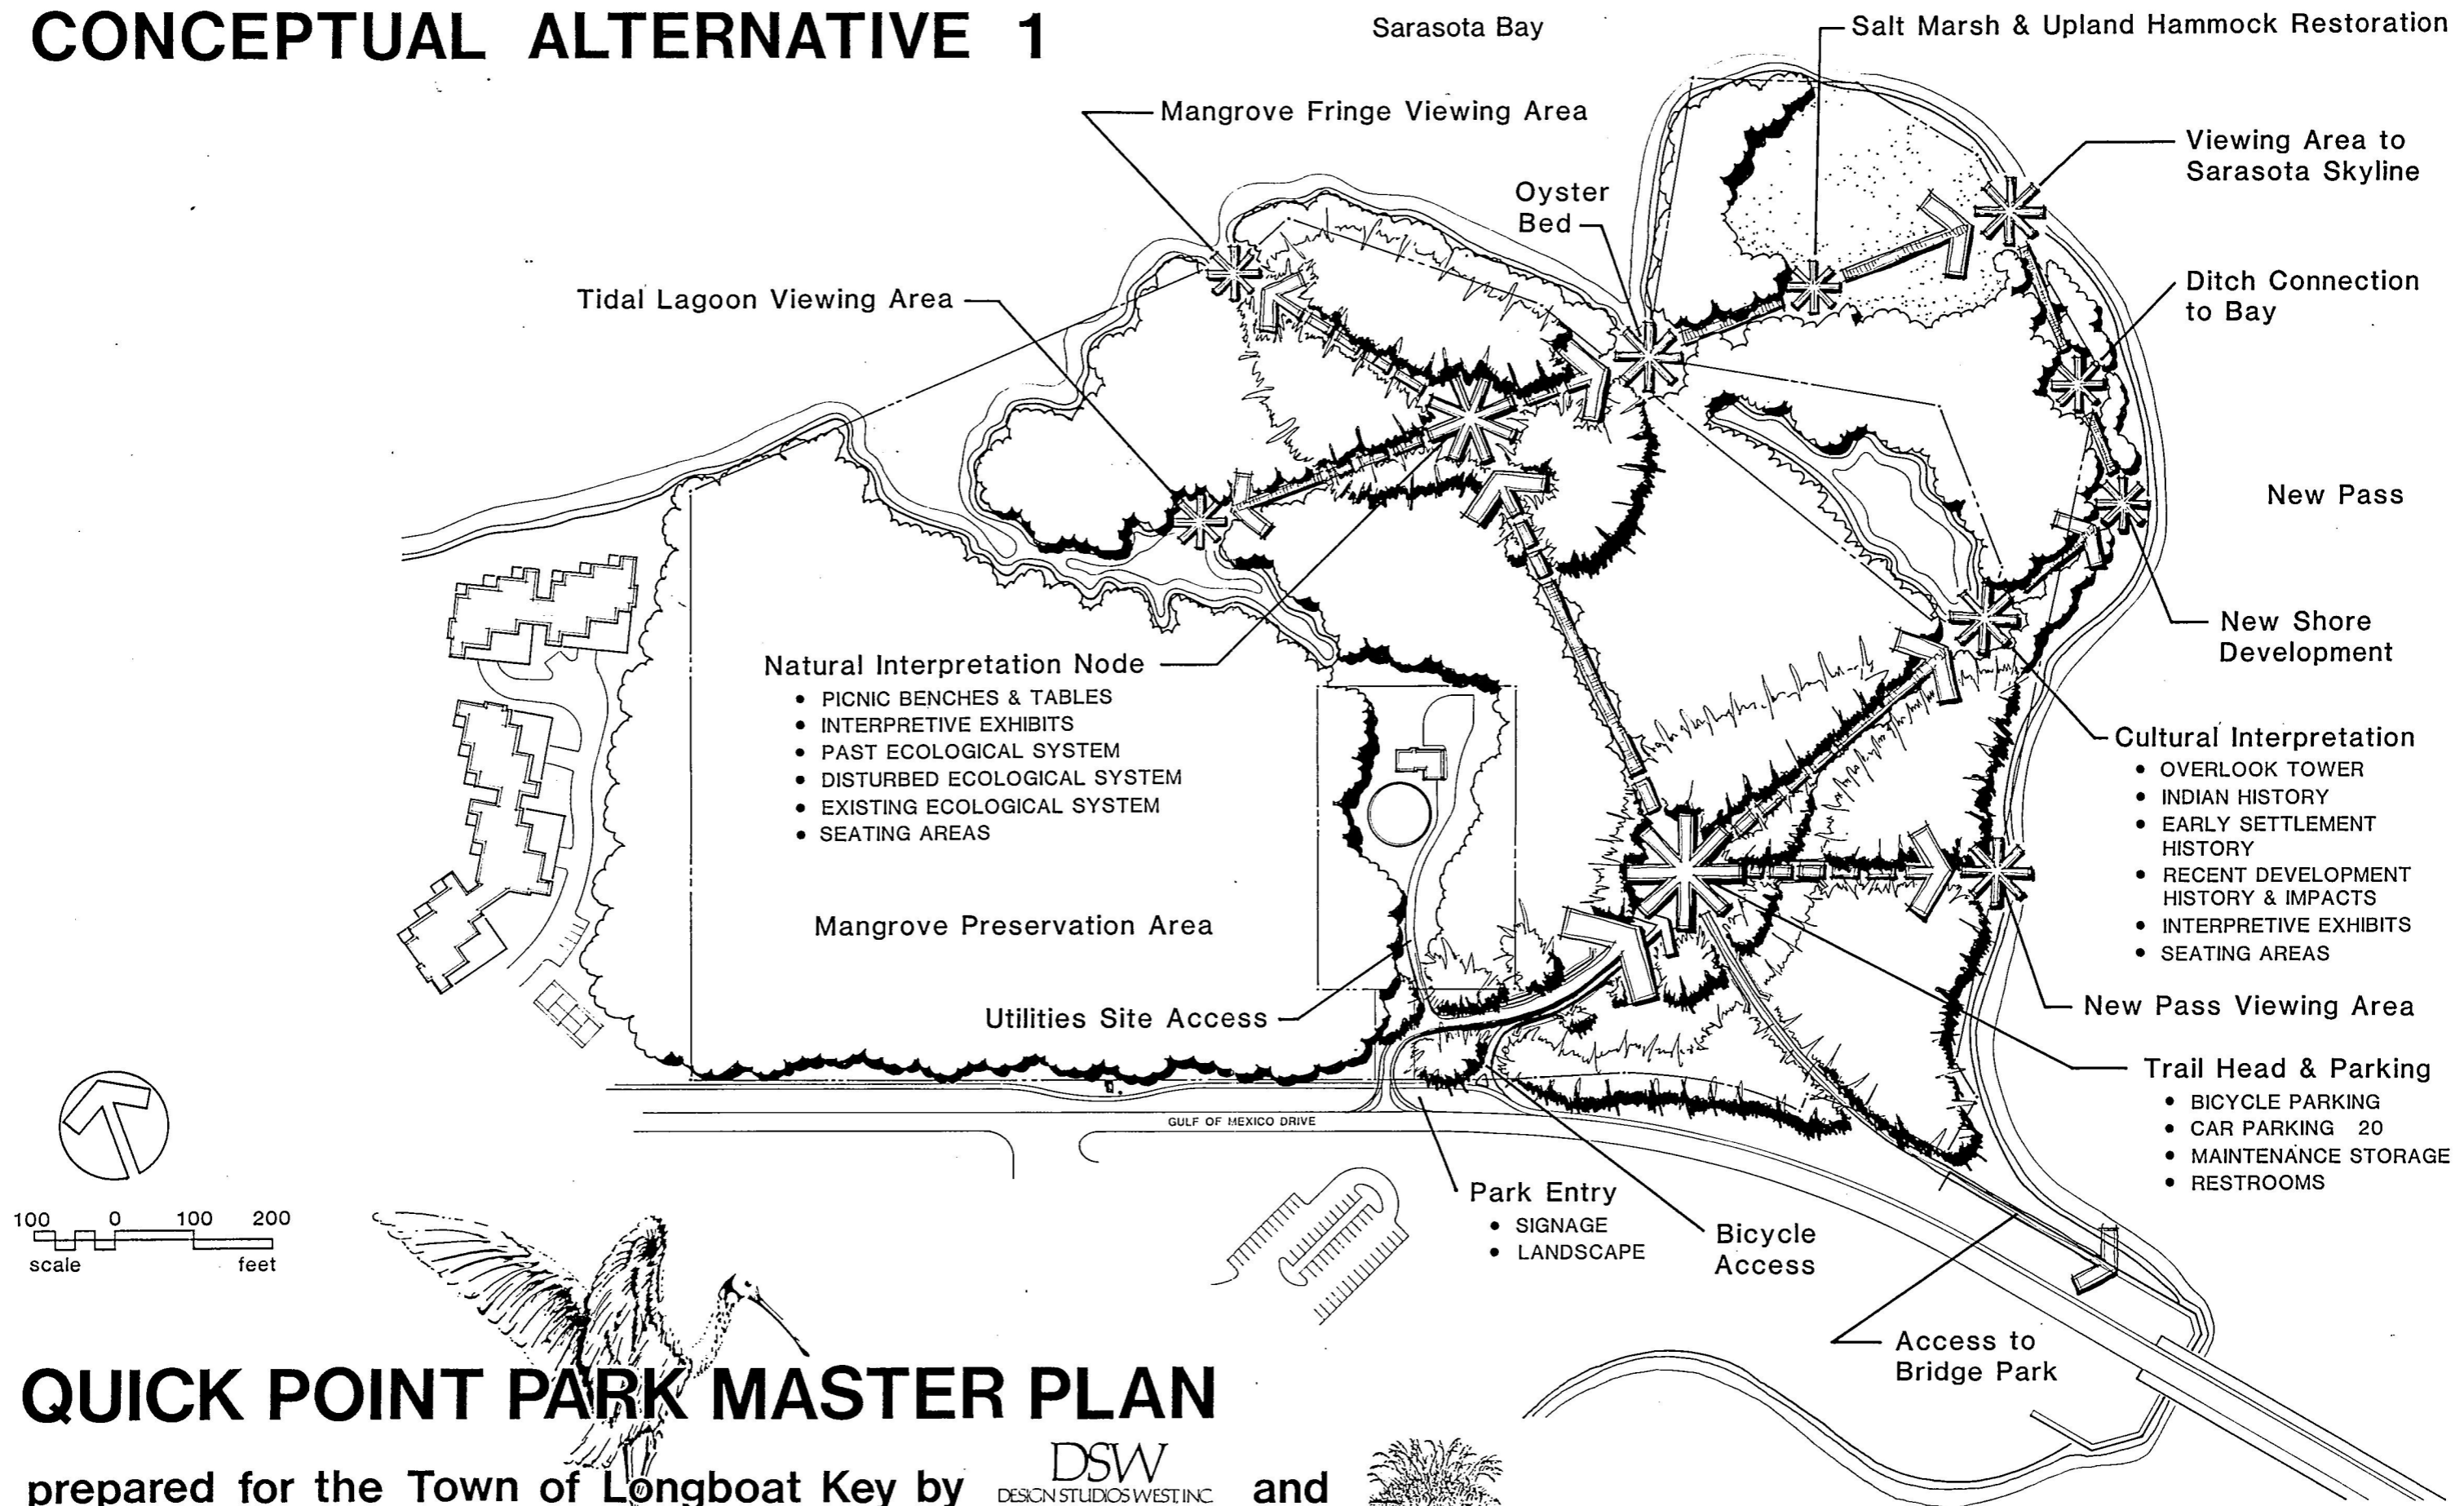 CONCEPTUAL ALTERNATIVE 1
Sarasota Bay
Salt Marsh & Upland Hammock Restoration
Mangrove Fringe Viewing Area
Viewing Area to
Sarasota Skyline
Oyster
Bed
Tidal Lagoon Viewing Area
Ditch Connection
to Bay
New Pass
New Shore
Development
Natural Interpretation Node
• PICNIC BENCHES & TABLES
• INTERPRETIVE EXHIBITS
• PAST ECOLOGICAL SYSTEM
• DISTURBED ECOLOGICAL SYSTEM
• EXISTING ECOLOGICAL SYSTEM
• SEATING AREAS
Cultural Interpretation
• OVERLOOK TOWER
• INDIAN HISTORY
• EARLY SETTLEMENT
HISTORY
• RECENT DEVELOPMENT
HISTORY & IMPACTS
• INTERPRETIVE EXHIBITS
• SEATING AREAS
Mangrove Preservation Area
Utilities Site Access
New Pass Viewing Area
Trail Head & Parking
• BICYCLE PARKING
• CAR PARKING 20
• MAINTENANCE STORAGE
• RESTROOMS
GULF OF MEXICO DRIVE
Park Entry
• SIGNAGE
• LANDSCAPE
Bicycle
Access
Access to
Bridge Park
100 0 100 200
scale feet
QUICK POINT PARK MASTER PLAN
prepared for the Town of Longboat Key by DSW and
DESIGN STUDIOS WEST, INC